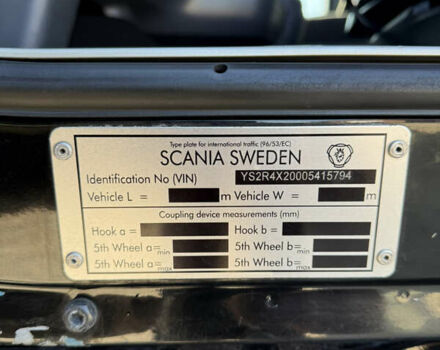 Type plate for international traffic (96/53/EC)
SCANIA SWEDEN
Identification No (VIN) YS2R4X20005415794
Vehicle L = m Vehicle W = m
Coupling device measurements (mm)
Hook a = Hook b =
5th Wheel a=min 5th Wheel b=min
5th Wheel a=max 5th Wheel b=max